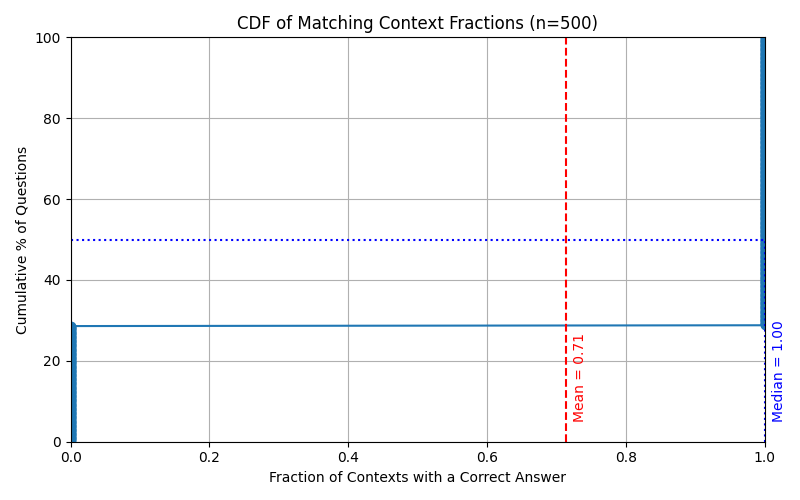 CDF of Matching Context Fractions (n=500)
Cumulative % of Questions
100
80
60
40
20
0
Mean = 0.71
Median = 1.00
0.0 0.2 0.4 0.6 0.8 1.0
Fraction of Contexts with a Correct Answer